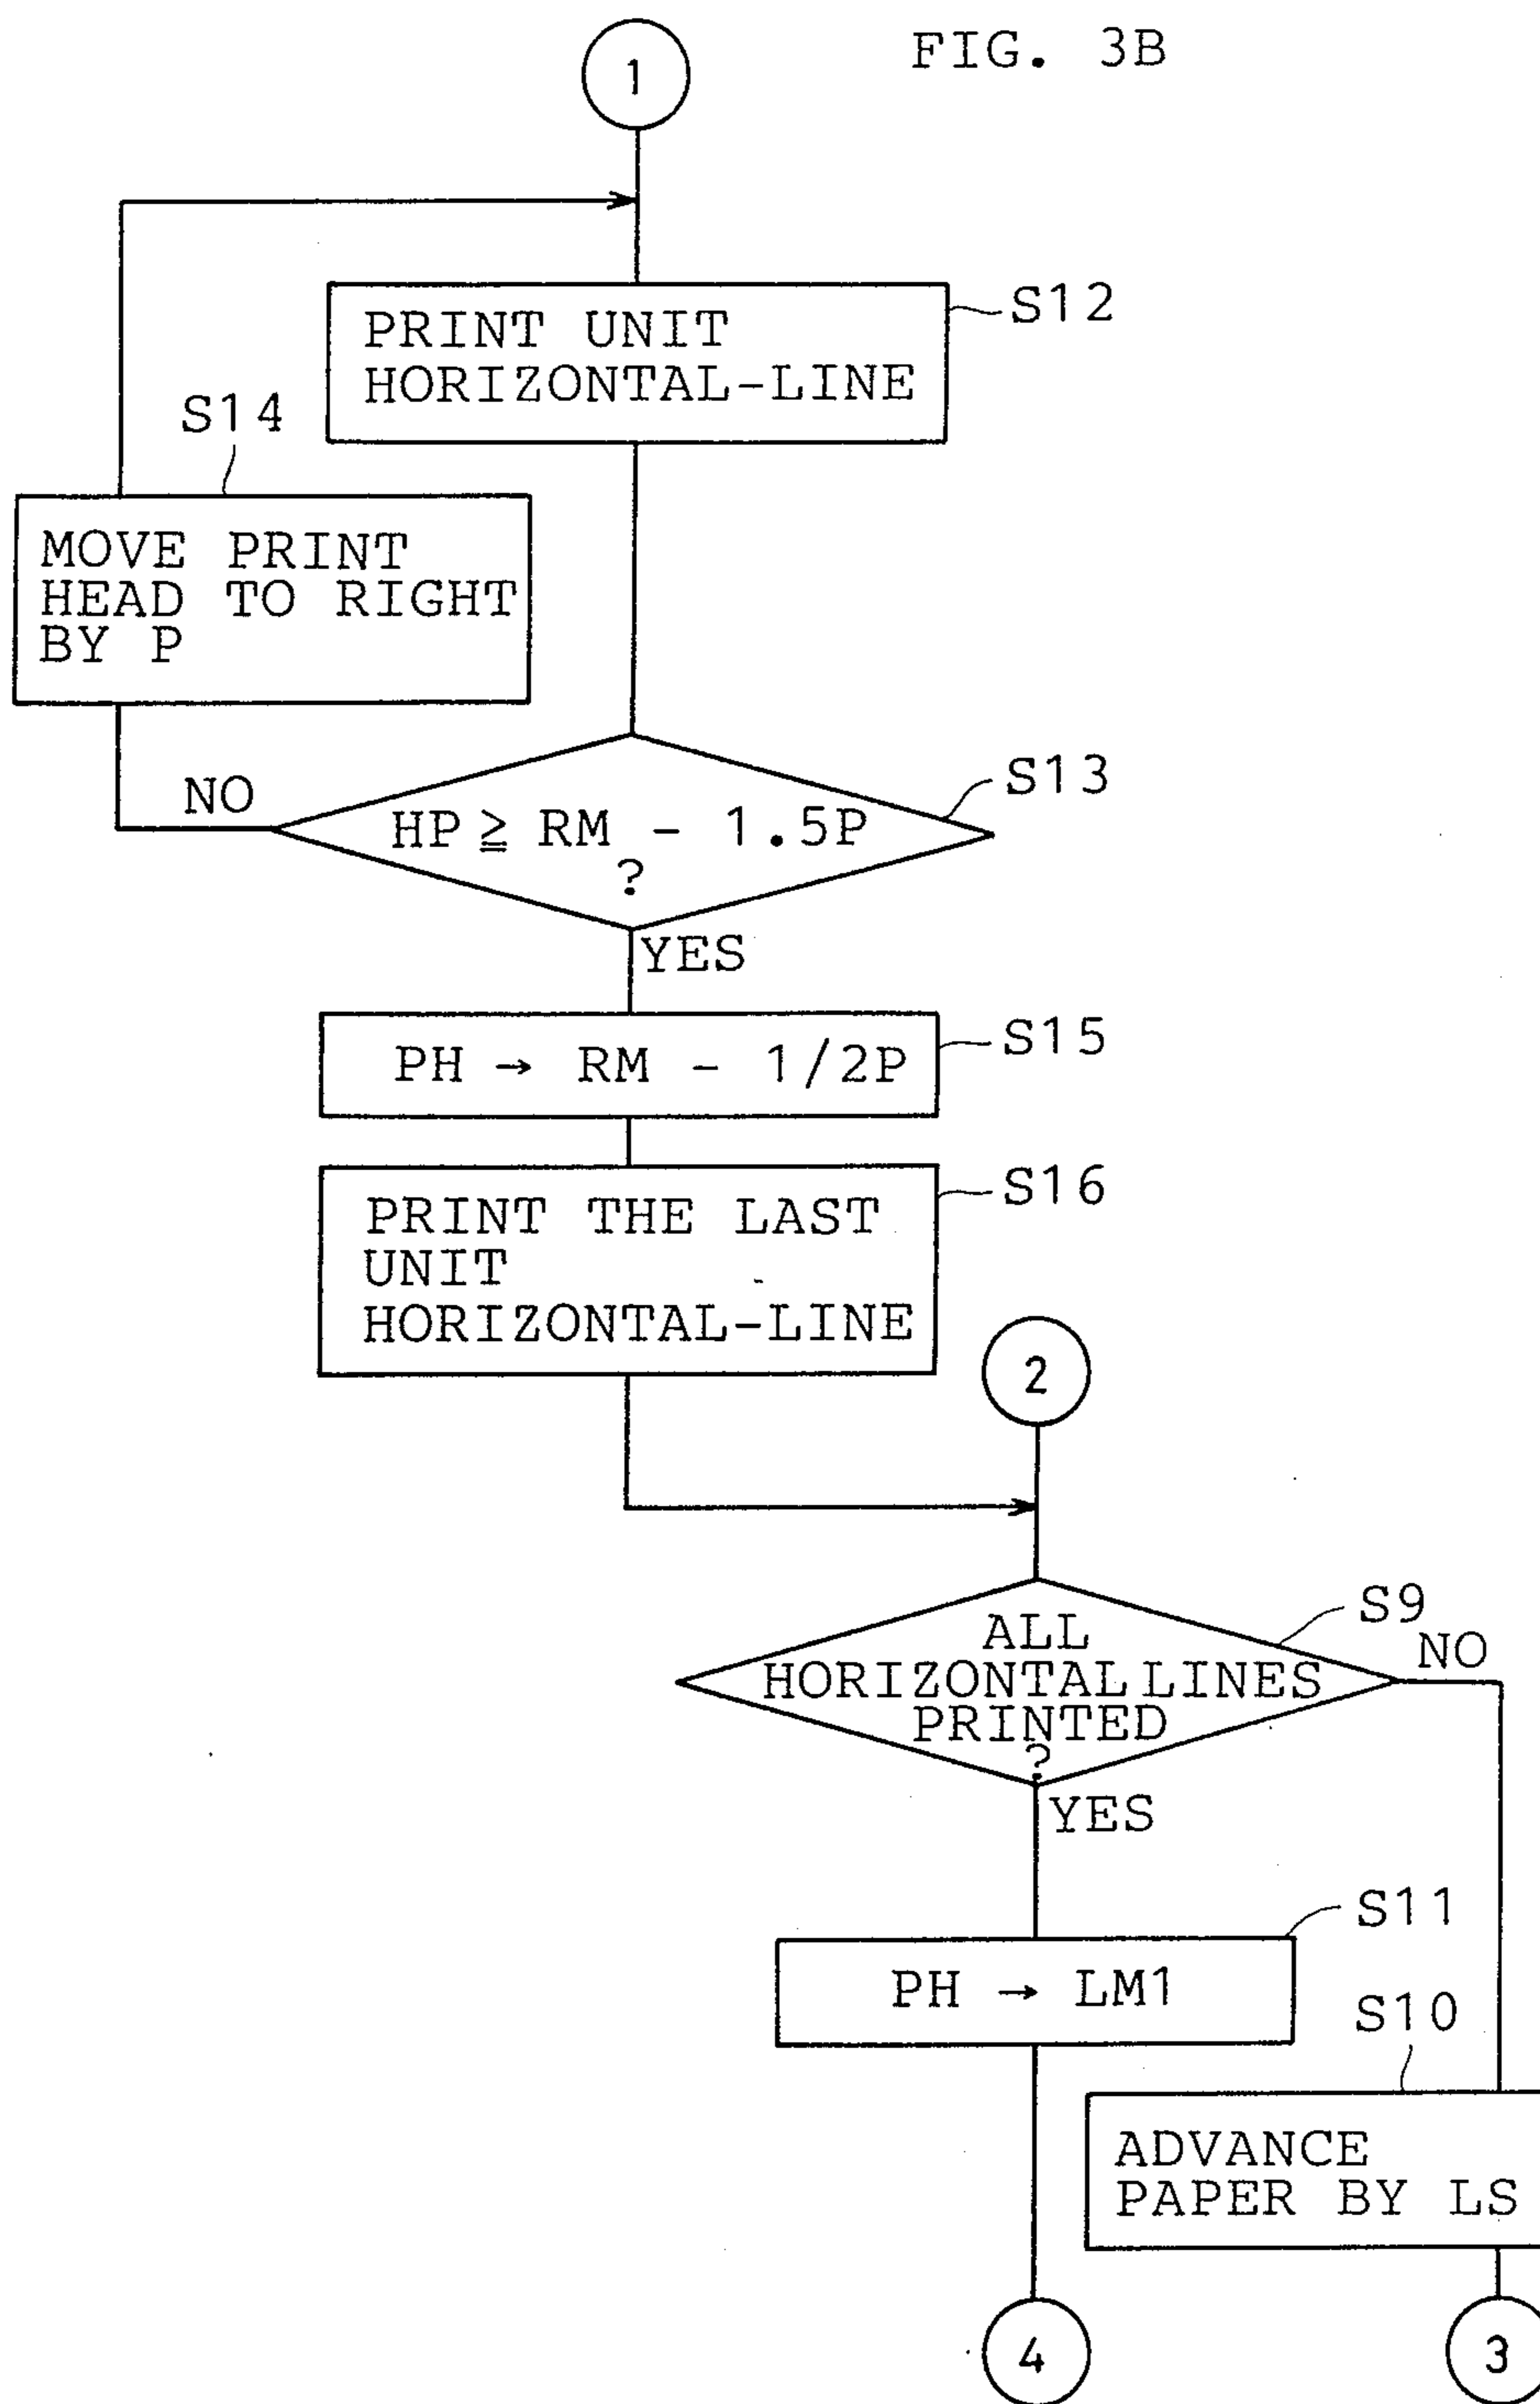 FIG. 3B
1
PRINT UNIT
HORIZONTAL-LINE
S12
S14
MOVE PRINT
HEAD TO RIGHT
BY P
S13
NO
HP ≧ RM - 1.5P
?
YES
PH → RM - 1/2P
S15
PRINT THE LAST
UNIT
HORIZONTAL-LINE
S16
2
S9
ALL
HORIZONTAL LINES
PRINTED
?
NO
YES
S11
PH → LM1
S10
ADVANCE
PAPER BY LS
4
3